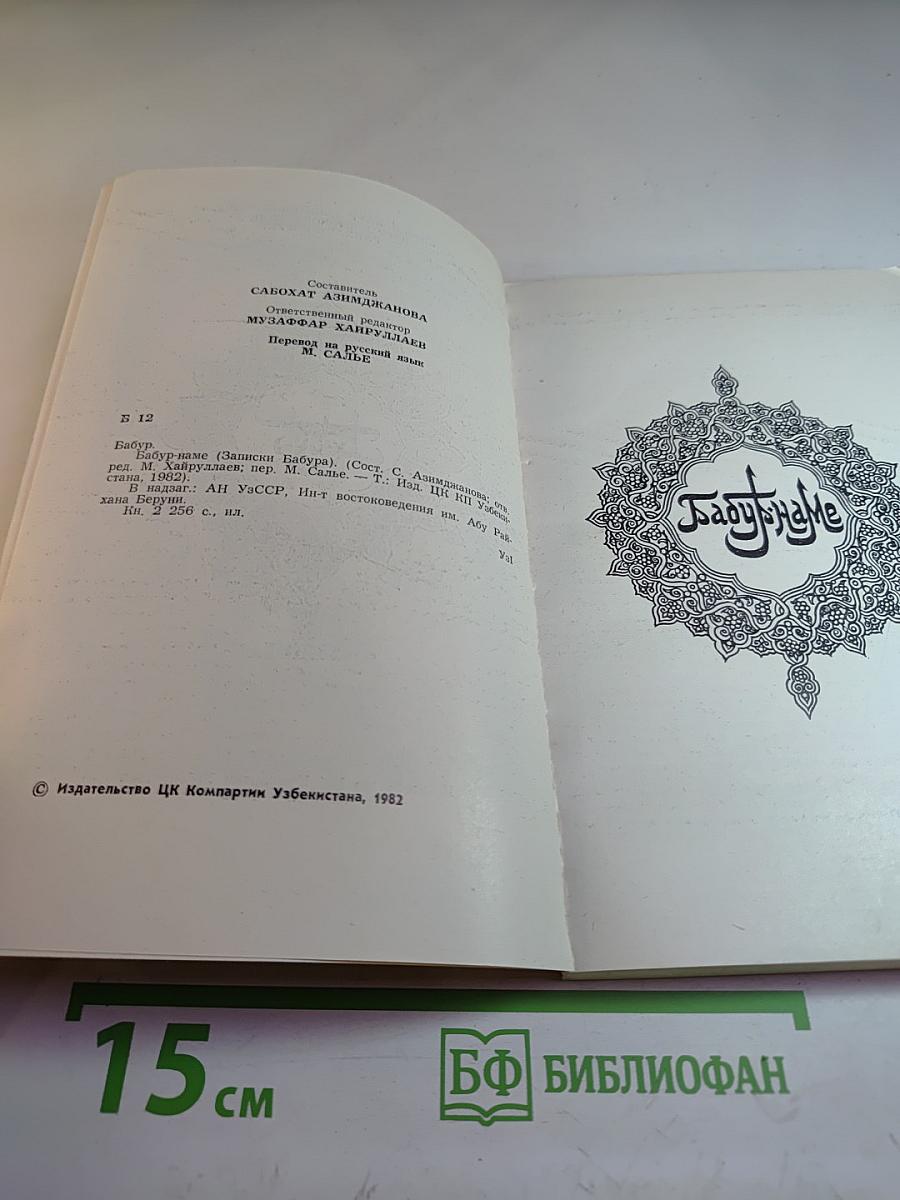 Составитель
САБОХАТ АЗИМДЖАНОВА
Ответственный редактор
МУЗАФФАР ХАЙРУЛЛАЕВ
Перевод на русский язык
М. САЛЬЕ
Б 12
Бабур.
Бабур-наме (Записки Бабура). (Сост. С. Азимджанова; отв.
ред. М. Хайруллаев; пер. М. Салье. — Т.: Изд. ЦК КП Узбеки-
стана, 1982).
В надзаг.: АН УзССР, Ин-т востоковедения им. Абу Рай-
хана Беруни.
Кн. 2 256 с., ил.
Уз1
© Издательство ЦК Компартии Узбекистана, 1982
Бабур-наме
15 см
БФ БИБЛИОФАН